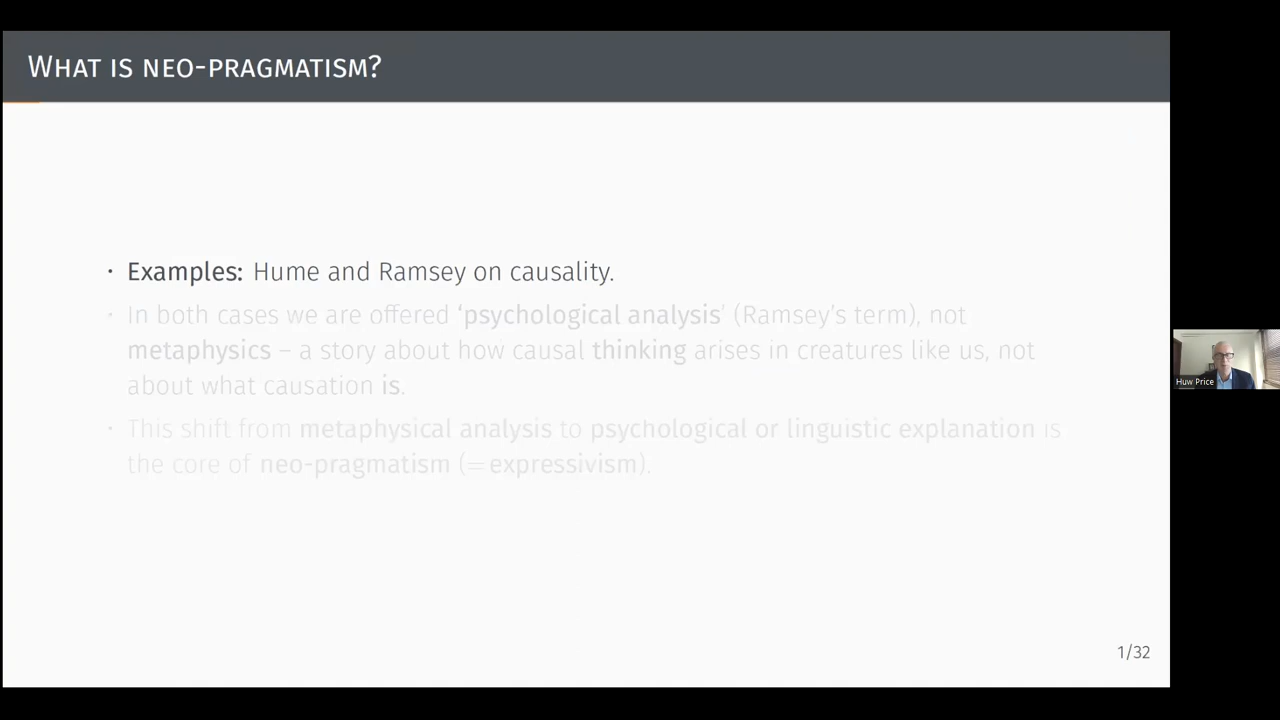 What is neo-pragmatism?
• Examples: Hume and Ramsey on causality.
• In both cases we are offered ‘psychological analysis’ (Ramsey’s term), not
metaphysics – a story about how causal thinking arises in creatures like us, not
about what causation is.
• This shift from metaphysical analysis to psychological or linguistic explanation is
the core of neo-pragmatism (= expressivism).
1/32
Huw Price